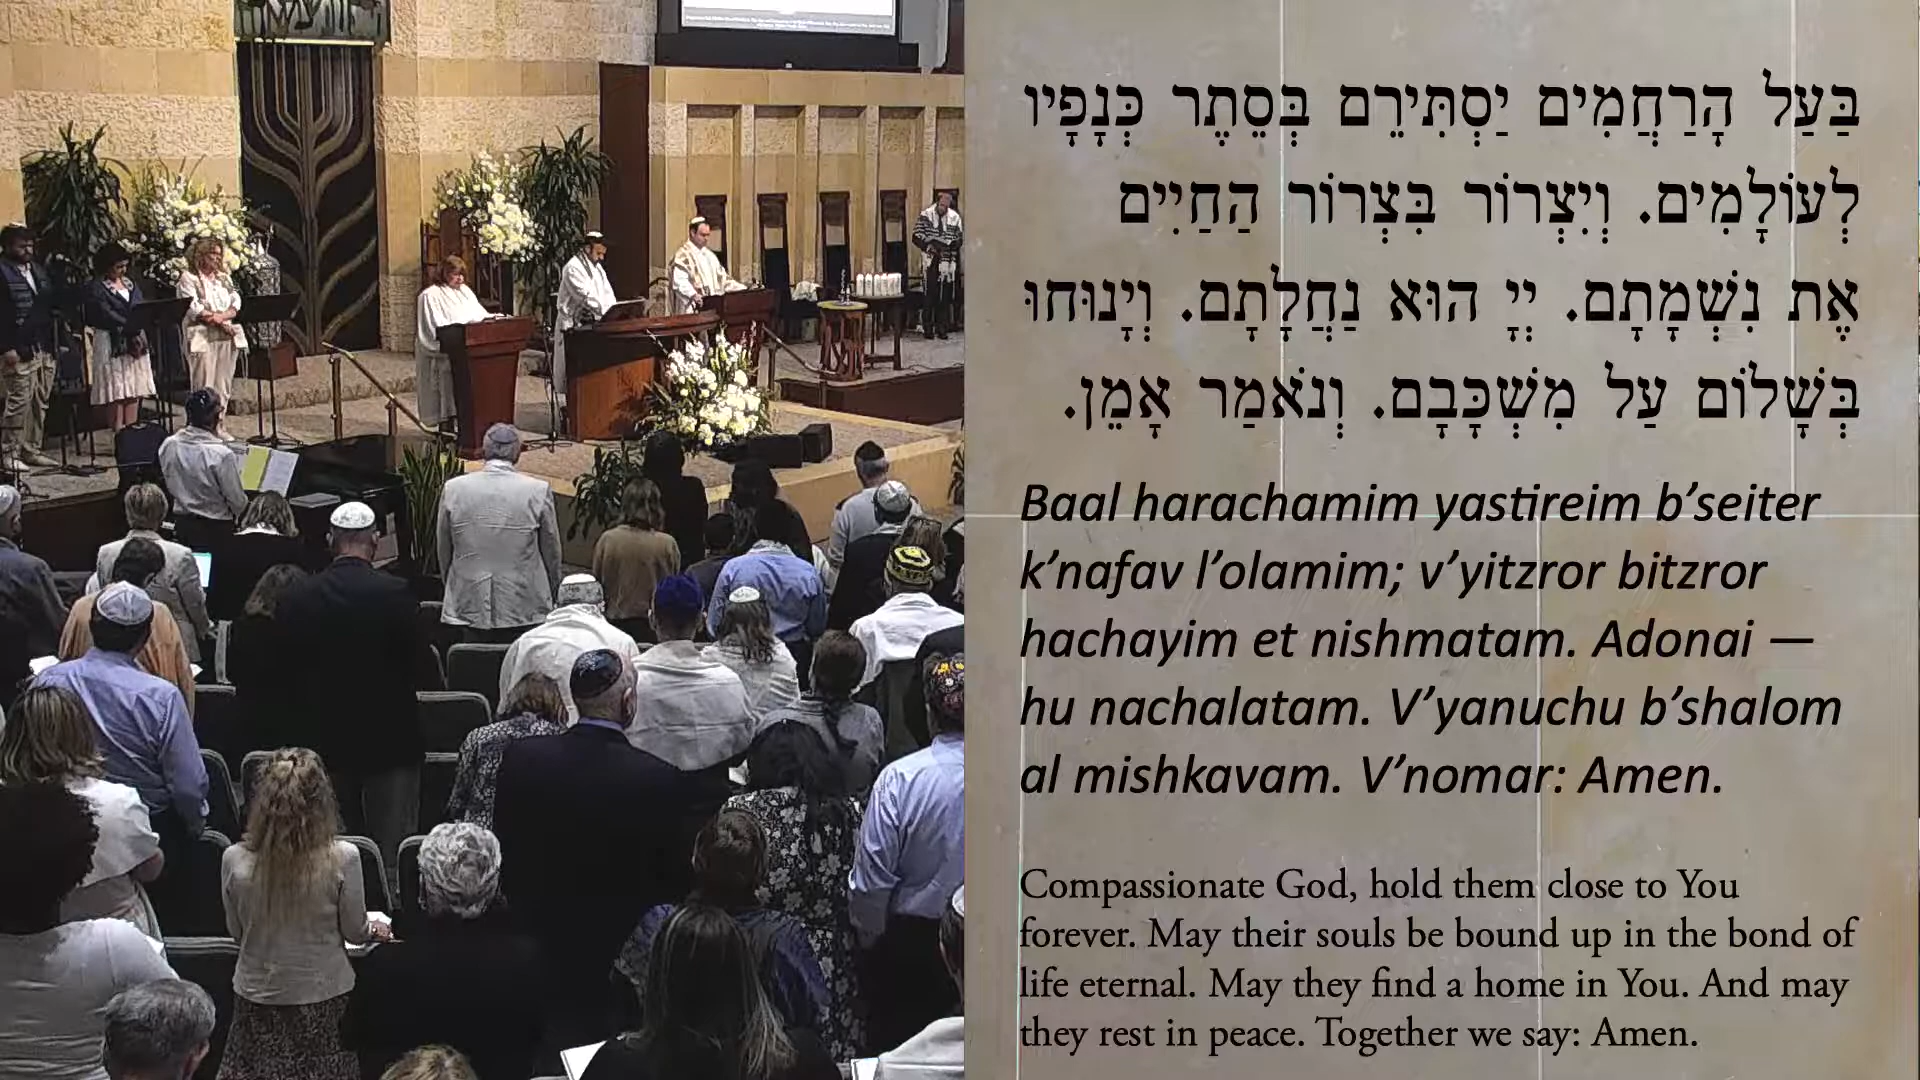 בַּעַל הָרַחֲמִים יַסְתִּירֵם בְּסֵתֶר כְּנָפָיו
לְעוֹלָמִים. וְיִצְרוֹר בִּצְרוֹר הַחַיִּים
אֶת נִשְׁמָתָם. יְיָ הוּא נַחֲלָתָם. וְיָנוּחוּ
בְּשָׁלוֹם עַל מִשְׁכָּבָם. וְנֹאמַר אָמֵן.
Baal harachamim yastireim b’seiter
k’nafav l’olamim; v’yitzror bitzror
hachayim et nishmatam. Adonai —
hu nachalatam. V’yanuchu b’shalom
al mishkavam. V’nomar: Amen.
Compassionate God, hold them close to You
forever. May their souls be bound up in the bond of
life eternal. May they find a home in You. And may
they rest in peace. Together we say: Amen.